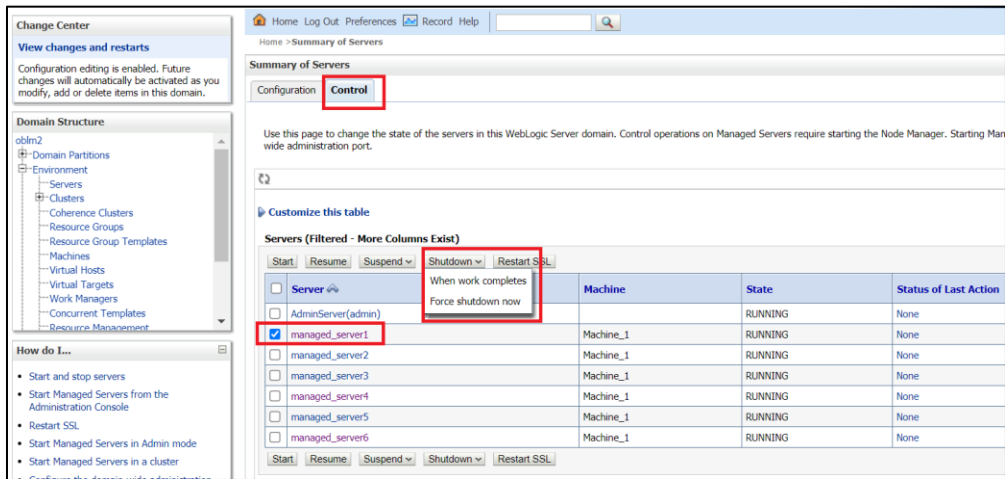 Change Center
View changes and restarts
Configuration editing is enabled. Future
changes will automatically be activated as you
modify, add or delete items in this domain.
Domain Structure
oblm2
Domain Partitions
Environment
Servers
Clusters
Coherence Clusters
Resource Groups
Resource Group Templates
Machines
Virtual Hosts
Virtual Targets
Work Managers
Concurrent Templates
Resource Management
How do I...
Start and stop servers
Start Managed Servers from the
Administration Console
Restart SSL
Start Managed Servers in Admin mode
Start Managed Servers in a cluster
Configure the domain-wide administration
Home Log Out Preferences Record Help
Home >Summary of Servers
Summary of Servers
Configuration Control
Use this page to change the state of the servers in this WebLogic Server domain. Control operations on Managed Servers require starting the Node Manager. Starting Man
wide administration port.
Customize this table
Servers (Filtered - More Columns Exist)
Start Resume Suspend Shutdown Restart SSL
When work completes
Force shutdown now
Server Machine State Status of Last Action
AdminServer(admin) RUNNING None
managed_server1 Machine_1 RUNNING None
managed_server2 Machine_1 RUNNING None
managed_server3 Machine_1 RUNNING None
managed_server4 Machine_1 RUNNING None
managed_server5 Machine_1 RUNNING None
managed_server6 Machine_1 RUNNING None
Start Resume Suspend Shutdown Restart SSL